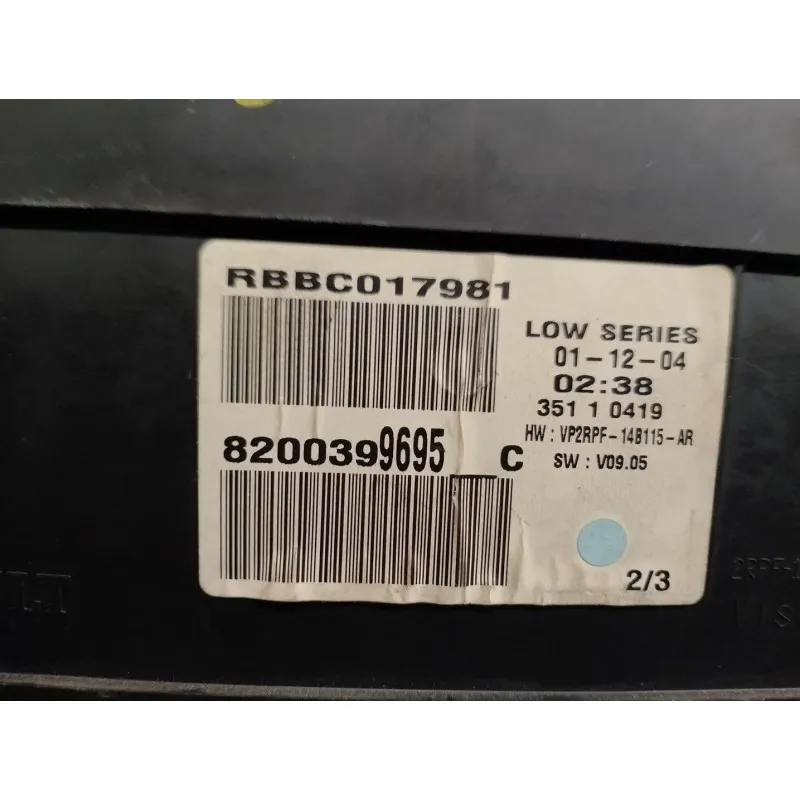 RBBC017981
LOW SERIES
01-12-04
02:38
351 1 0419
HW : VP2RPF-14B115-AR
SW : V09.05
8200399695__C
2/3